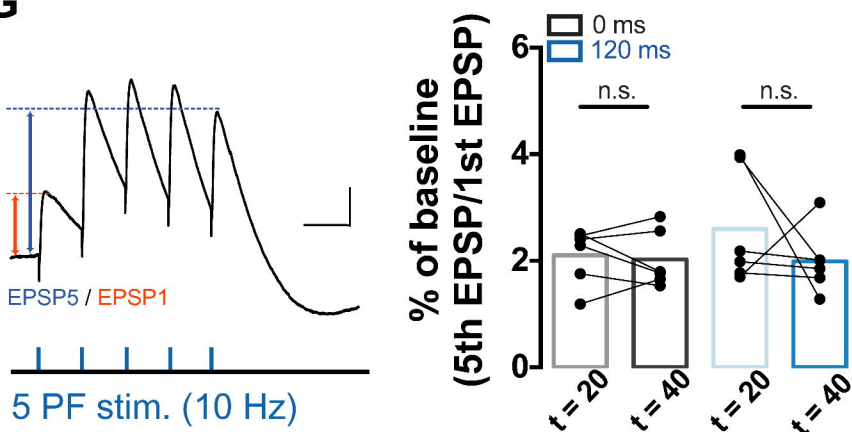 G
EPSP5 / EPSP1
5 PF stim. (10 Hz)
% of baseline
(5th EPSP/1st EPSP)
0 ms
120 ms
6
4
2
0
n.s.
n.s.
t = 20
t = 40
t = 20
t = 40